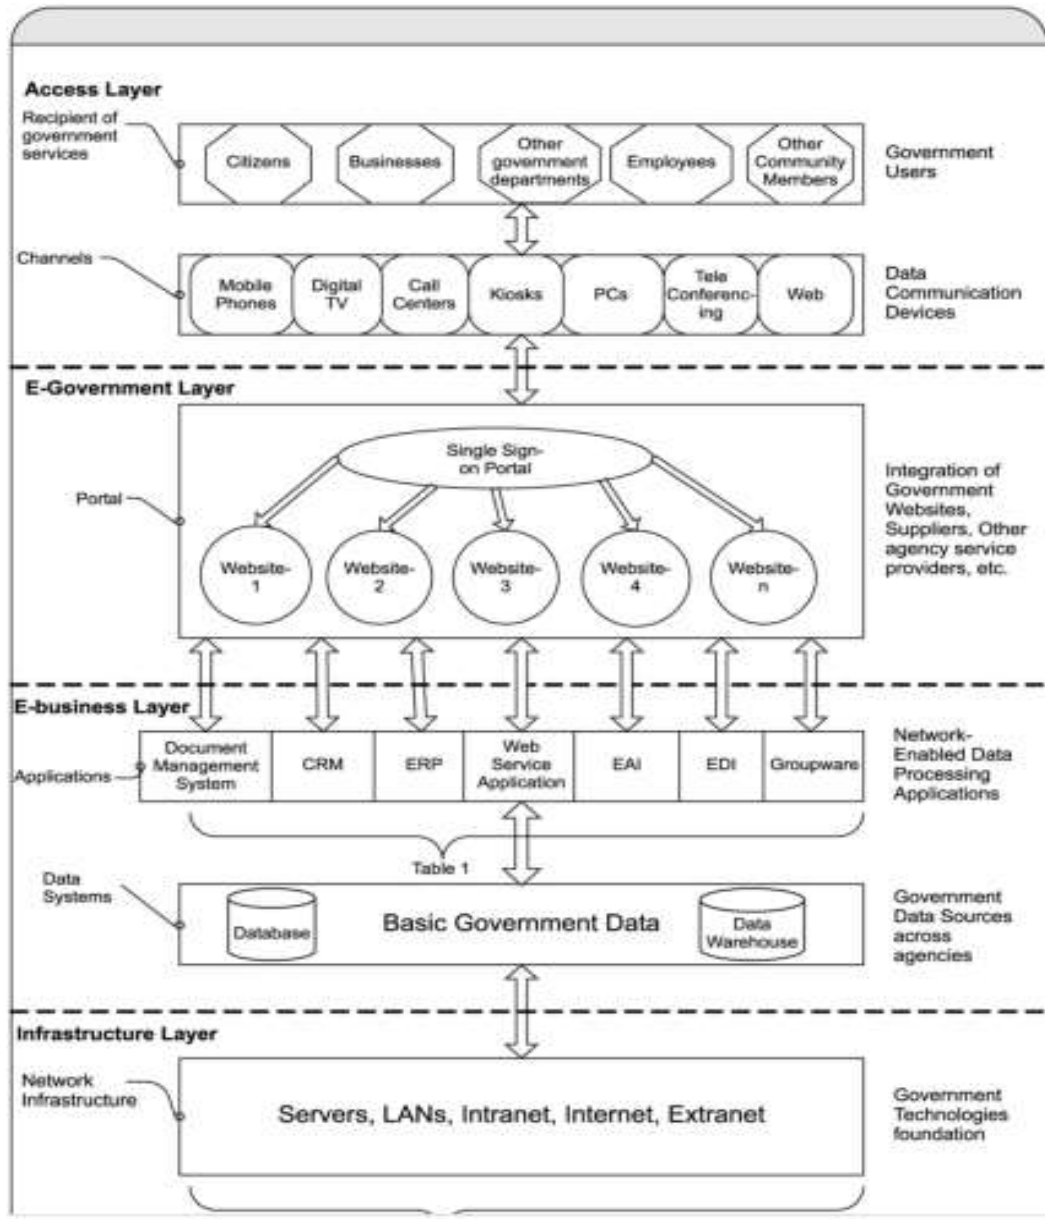 Access Layer
Recipient of
government
services
Citizens
Businesses
Other
government
departments
Employees
Other
Community
Members
Government
Users
Channels
Mobile
Phones
Digital
TV
Call
Centers
Kiosks
PCs
Tele
Conferenc-
ing
Web
Data
Communication
Devices
E-Government Layer
Single Sign-
on Portal
Portal
Website-
1
Website-
2
Website-
3
Website-
4
Website-
n
Integration of
Government
Websites,
Suppliers, Other
agency service
providers, etc.
E-business Layer
Applications
Document
Management
System
CRM
ERP
Web
Service
Application
EAI
EDI
Groupware
Network-
Enabled Data
Processing
Applications
Table 1
Data
Systems
Database
Basic Government Data
Data
Warehouse
Government
Data Sources
across
agencies
Infrastructure Layer
Network
Infrastructure
Servers, LANs, Intranet, Internet, Extranet
Government
Technologies
foundation